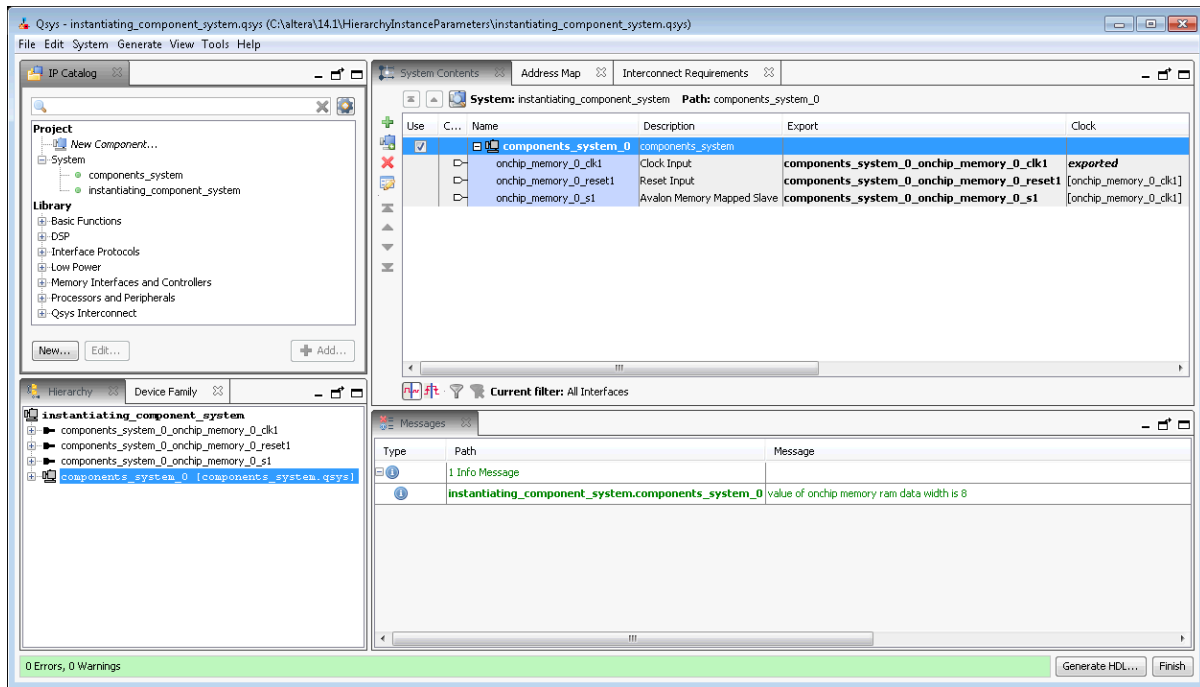 Qsys - instantiating_component_system.qsys (C:\altera\14.1\HierarchyInstanceParameters\instantiating_component_system.qsys)
File Edit System Generate View Tools Help
IP Catalog
Project
New Component...
System
components_system
instantiating_component_system
Library
Basic Functions
DSP
Interface Protocols
Low Power
Memory Interfaces and Controllers
Processors and Peripherals
Qsys Interconnect
New... Edit... Add...
Hierarchy Device Family
instantiating_component_system
components_system_0_onchip_memory_0_clk1
components_system_0_onchip_memory_0_reset1
components_system_0_onchip_memory_0_s1
components_system_0 [components_system.qsys]
System Contents Address Map Interconnect Requirements
System: instantiating_component_system Path: components_system_0
Use C... Name Description Export Clock
components_system_0 components_system
onchip_memory_0_clk1 Clock Input components_system_0_onchip_memory_0_clk1 exported
onchip_memory_0_reset1 Reset Input components_system_0_onchip_memory_0_reset1 [onchip_memory_0_clk1]
onchip_memory_0_s1 Avalon Memory Mapped Slave components_system_0_onchip_memory_0_s1 [onchip_memory_0_clk1]
Current filter: All Interfaces
Messages
Type Path Message
1 Info Message
instantiating_component_system.components_system_0 value of onchip memory ram data width is 8
0 Errors, 0 Warnings
Generate HDL... Finish